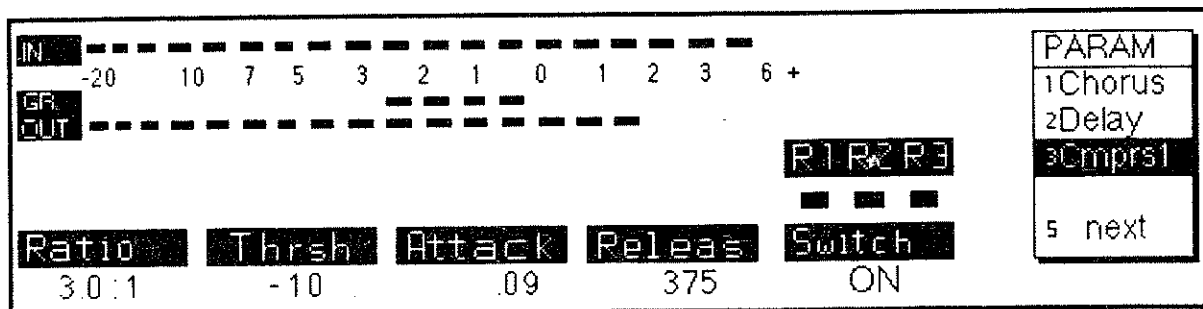 IN
-20 10 7 5 3 2 1 0 1 2 3 6 +
GR
OUT
R1 R2 R3
Ratio Thrsh Attack Releas Switch
3.0:1 -10 .09 375 ON
PARAM
1Chorus
2Delay
3Cmprs1
5 next